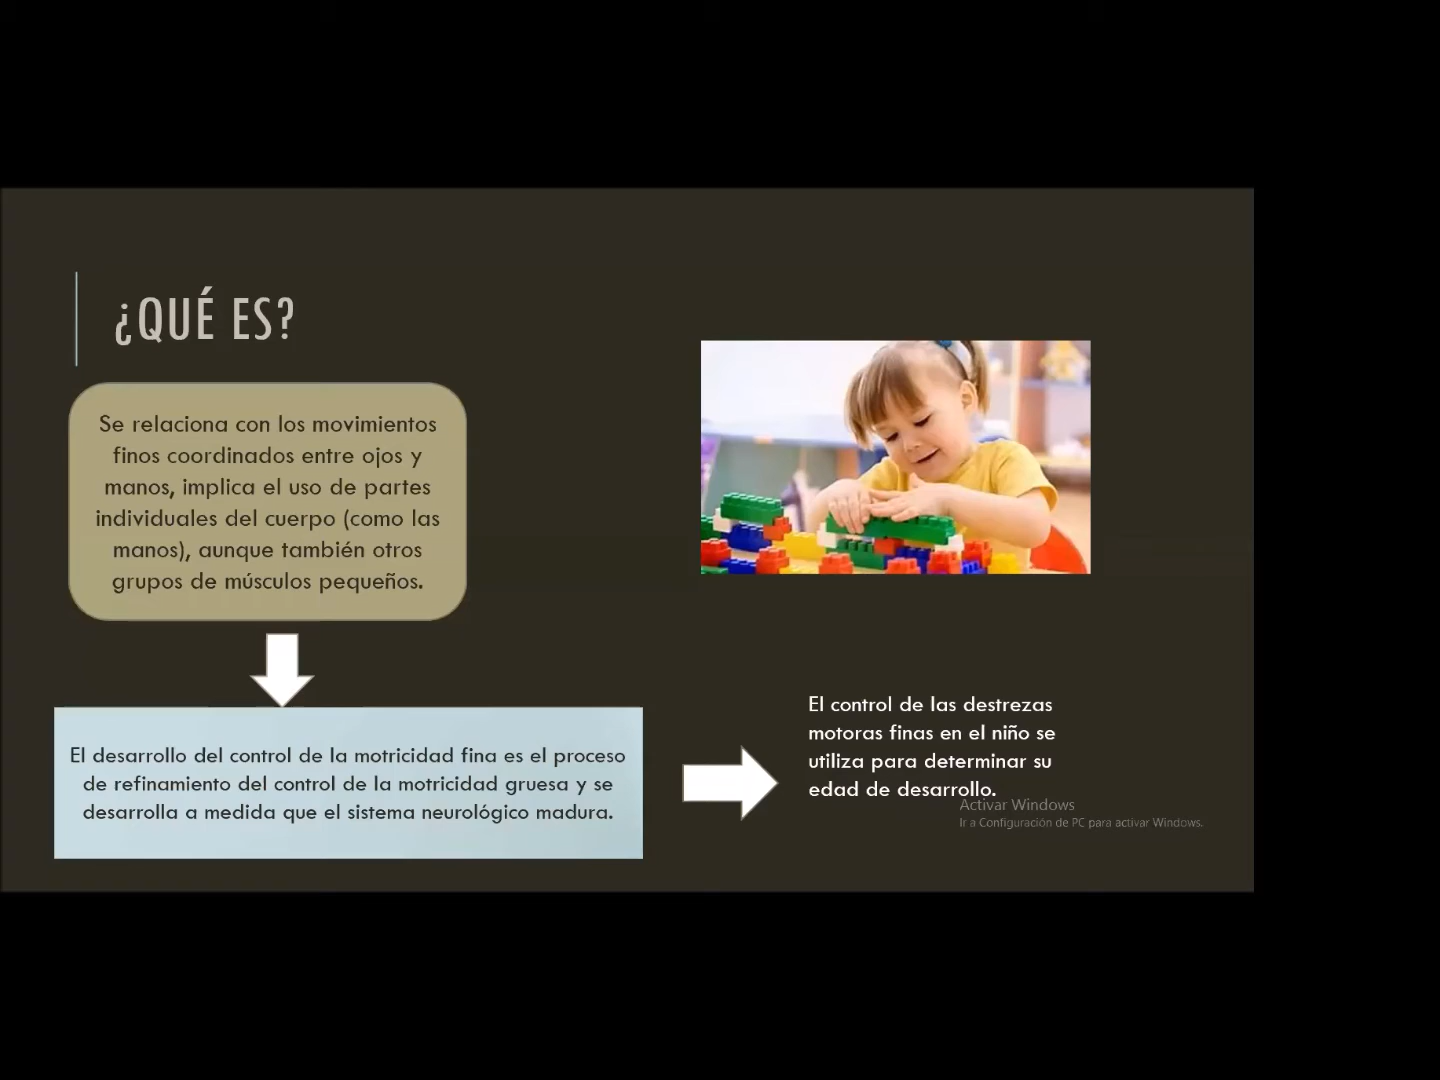 ¿QUÉ ES?
Se relaciona con los movimientos
finos coordinados entre ojos y
manos, implica el uso de partes
individuales del cuerpo (como las
manos), aunque también otros
grupos de músculos pequeños.
El desarrollo del control de la motricidad fina es el proceso
de refinamiento del control de la motricidad gruesa y se
desarrolla a medida que el sistema neurológico madura.
El control de las destrezas
motoras finas en el niño se
utiliza para determinar su
edad de desarrollo.
Activar Windows
Ir a Configuración de PC para activar Windows.